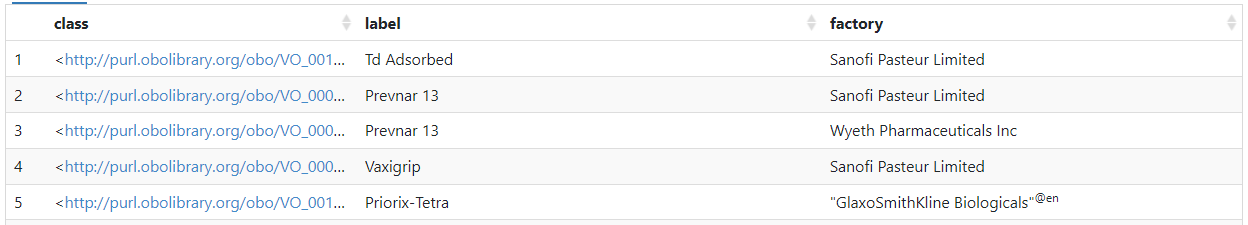 class label factory
1 <http://purl.obolibrary.org/obo/VO_001... Td Adsorbed Sanofi Pasteur Limited
2 <http://purl.obolibrary.org/obo/VO_000... Prevnar 13 Sanofi Pasteur Limited
3 <http://purl.obolibrary.org/obo/VO_000... Prevnar 13 Wyeth Pharmaceuticals Inc
4 <http://purl.obolibrary.org/obo/VO_000... Vaxigrip Sanofi Pasteur Limited
5 <http://purl.obolibrary.org/obo/VO_001... Priorix-Tetra "GlaxoSmithKline Biologicals"@en